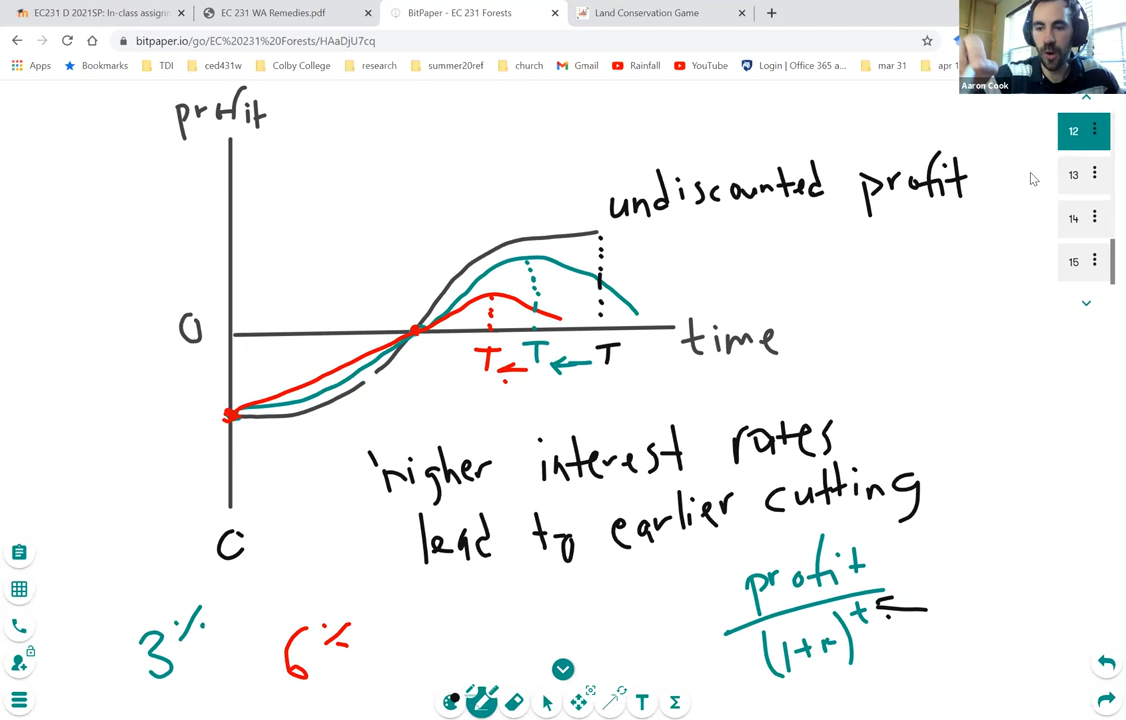 EC 231 D 2021SP: In-class assignm
EC 231 WA Remedies.pdf
BitPaper - EC 231 Forests
Land Conservation Game
bitpaper.io/go/EC%20231%20Forests/HAaDjU7cq
Apps
Bookmarks
TDI
ced431w
Colby College
research
summer20ref
church
Gmail
Rainfall
YouTube
Login | Office 365 a...
mar 31
apr 1
Aaron Cook
12
13
14
15
profit
undiscounted profit
0
time
T ← T ← T
higher interest rates
lead to earlier cutting
C
profit
(1+r)^t ←
3%
6%
T
Σ